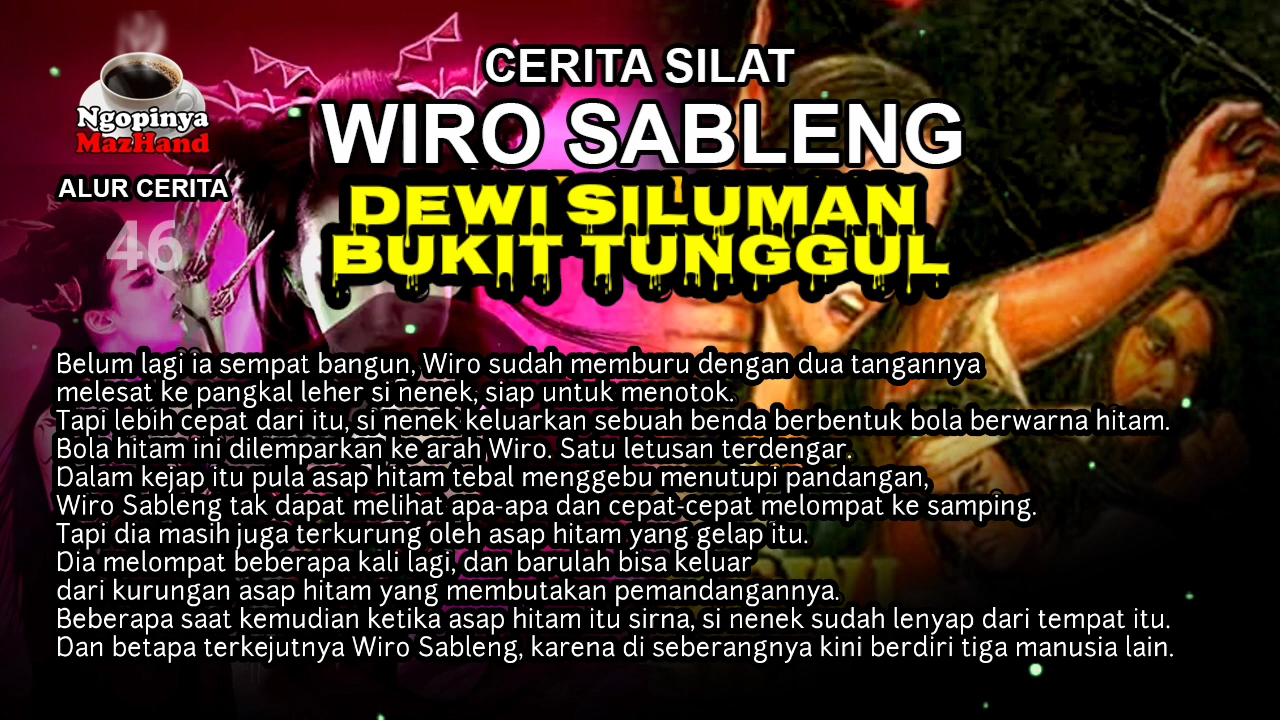 CERITA SILAT
WIRO SABLENG
DEWI SILUMAN
BUKIT TUNGGUL
Ngopinya
MazHand
ALUR CERITA
46
Belum lagi ia sempat bangun, Wiro sudah memburu dengan dua tangannya
melesat ke pangkal leher si nenek, siap untuk menotok.
Tapi lebih cepat dari itu, si nenek keluarkan sebuah benda berbentuk bola berwarna hitam.
Bola hitam ini dilemparkan ke arah Wiro. Satu letusan terdengar.
Dalam kejap itu pula asap hitam tebal menggebu menutupi pandangan,
Wiro Sableng tak dapat melihat apa-apa dan cepat-cepat melompat ke samping.
Tapi dia masih juga terkurung oleh asap hitam yang gelap itu.
Dia melompat beberapa kali lagi, dan barulah bisa keluar
dari kurungan asap hitam yang membutakan pemandangannya.
Beberapa saat kemudian ketika asap hitam itu sirna, si nenek sudah lenyap dari tempat itu.
Dan betapa terkejutnya Wiro Sableng, karena di seberangnya kini berdiri tiga manusia lain.